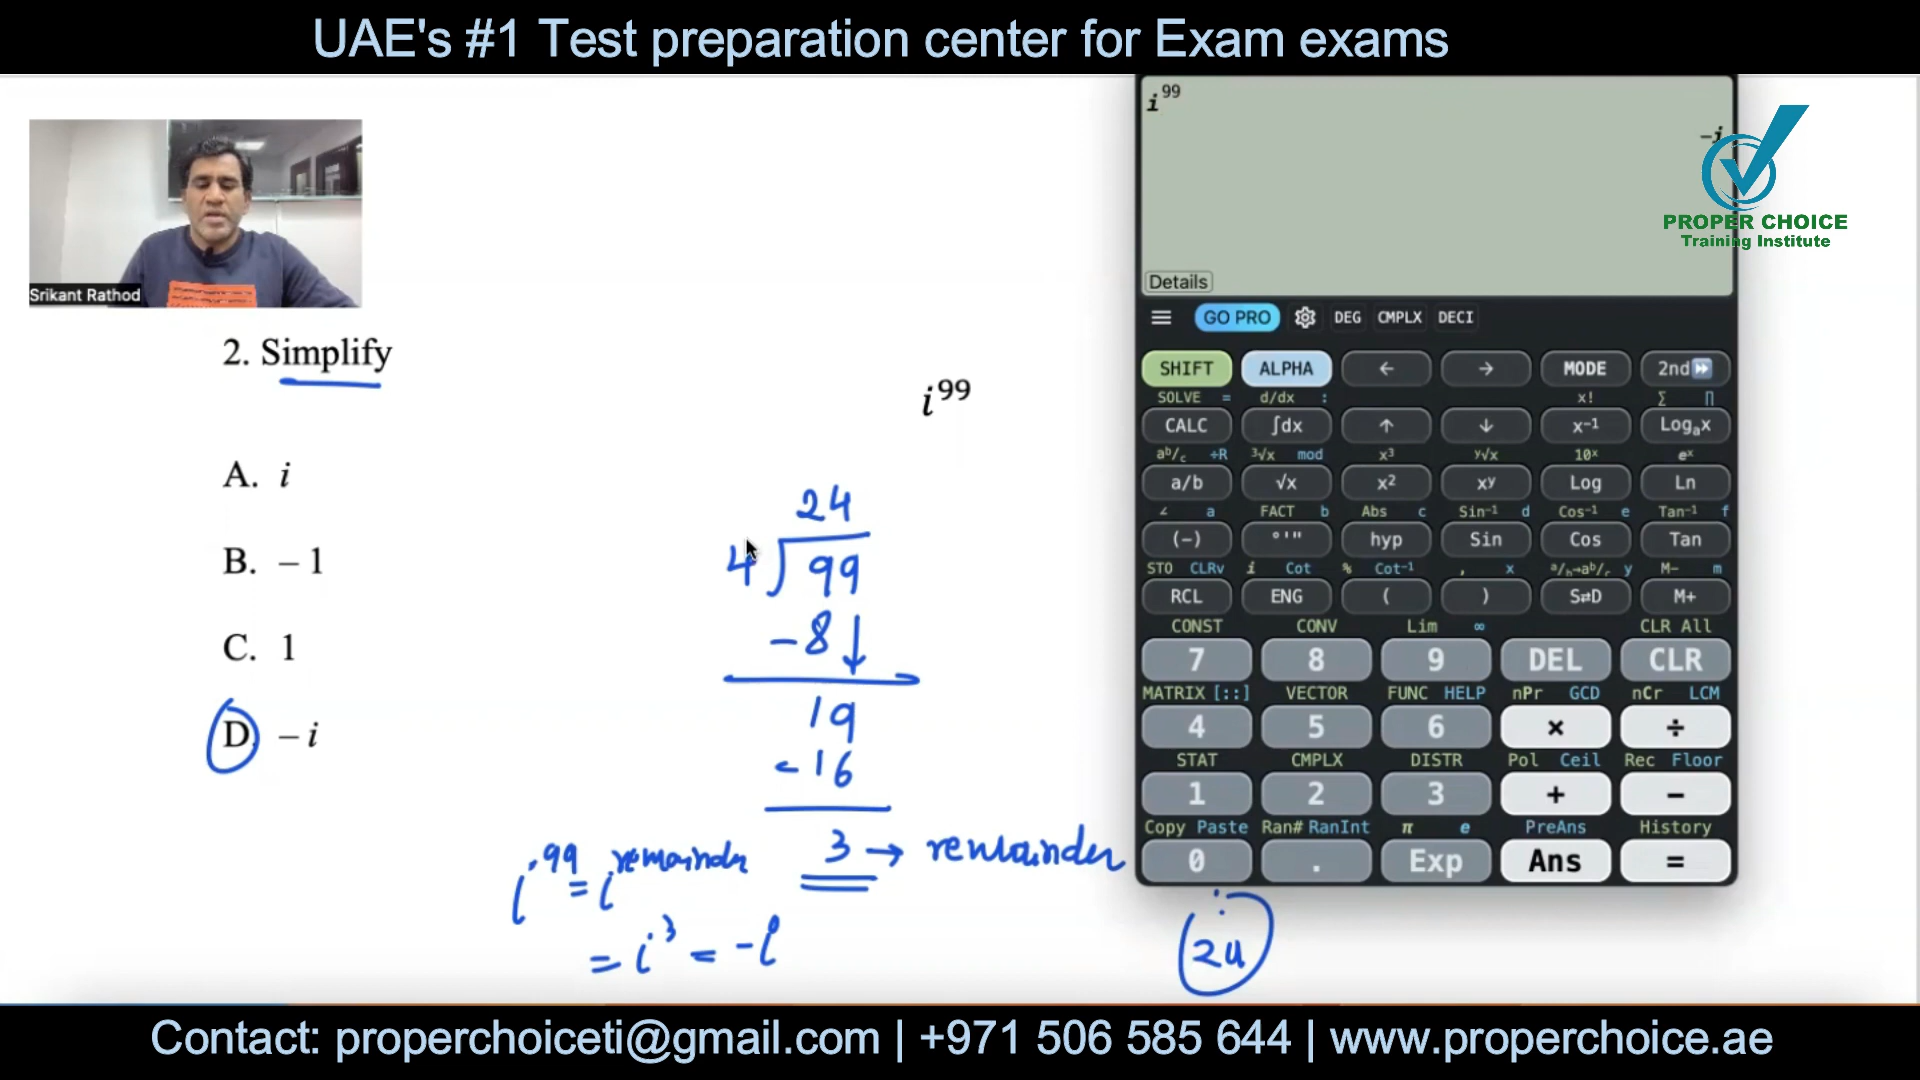 UAE's #1 Test preparation center for Exam exams
Srikant Rathod
2. Simplify
i⁹⁹
A. i
B. – 1
C. 1
D. – i
24
4 ) 99
– 8 ↓
19
– 16
3 → remainder
i⁹⁹ = i^remainder
= i³ = – i
i⁹⁹
–i
Details
PROPER CHOICE
Training Institute
GO PRO DEG CMPLX DECI
SHIFT ALPHA ← → MODE 2nd
SOLVE = d/dx : x! ∑ ∏
CALC ∫dx ↑ ↓ x⁻¹ Logₐx
aᵇ/c ÷R ³√x mod x³ ʸ√x 10ˣ eˣ
a/b √x x² xʸ Log Ln
∠ a FACT b Abs c Sin⁻¹ d Cos⁻¹ e Tan⁻¹ f
(–) °'" hyp Sin Cos Tan
STO CLRv i Cot % Cot⁻¹ , x a/b→aᵇ/c y M– m
RCL ENG ( ) S⇄D M+
CONST CONV Lim ∞ CLR All
7 8 9 DEL CLR
MATRIX [::] VECTOR FUNC HELP nPr GCD nCr LCM
4 5 6 × ÷
STAT CMPLX DISTR Pol Ceil Rec Floor
1 2 3 + –
Copy Paste Ran# RanInt π e PreAns History
0 . Exp Ans =
Contact: properchoiceti@gmail.com | +971 506 585 644 | www.properchoice.ae